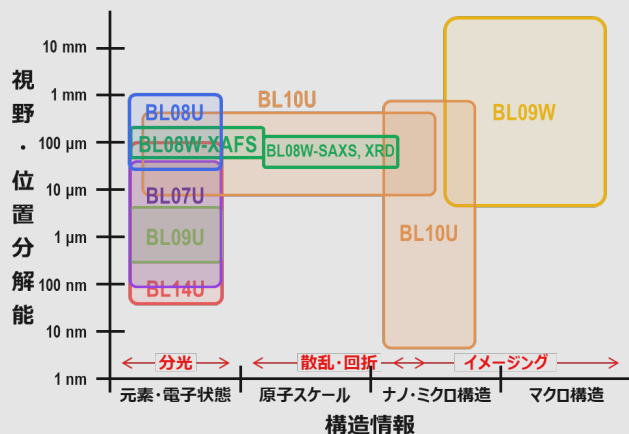 視野・位置分解能
10 mm
1 mm
100 μm
10 μm
1 μm
100 nm
10 nm
1 nm
BL10U
BL08U
BL09W
BL08W-XAFS
BL08W-SAXS, XRD
BL07U
BL09U
BL10U
BL14U
分光
散乱・回折
イメージング
元素・電子状態
原子スケール
ナノ・ミクロ構造
マクロ構造
構造情報